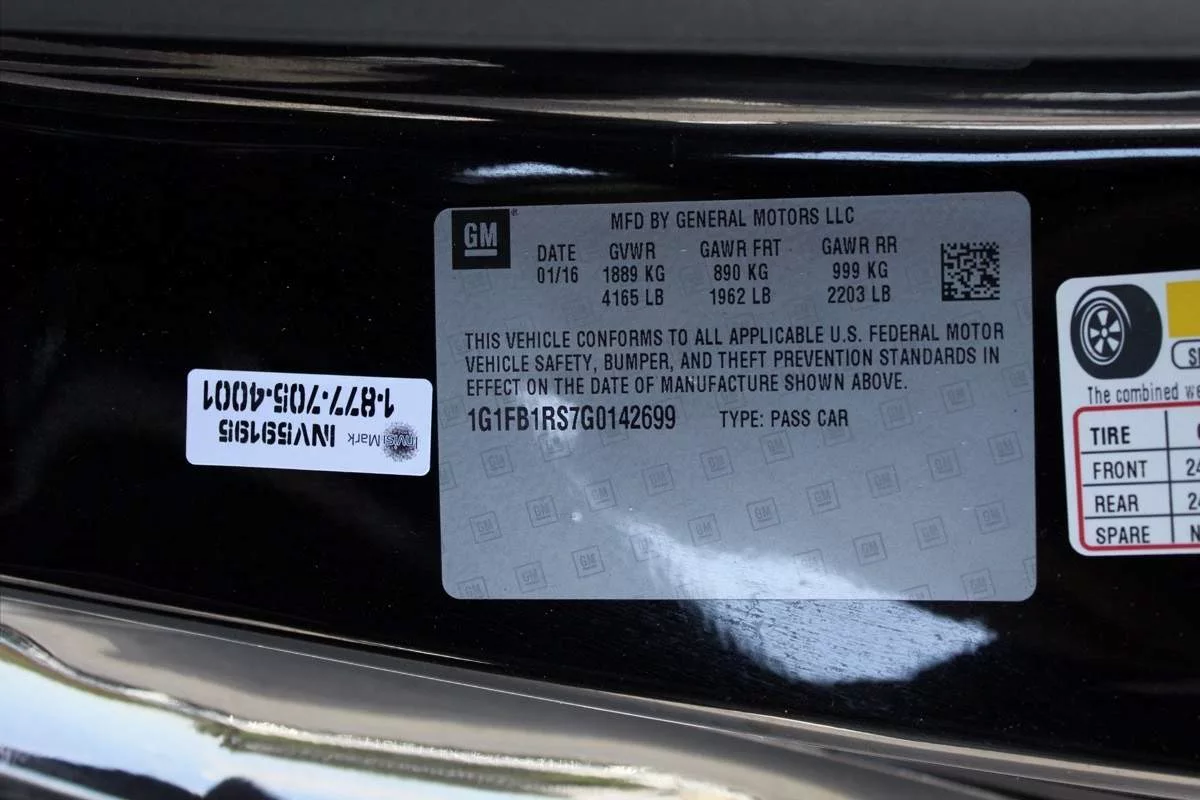 GM
MFD BY GENERAL MOTORS LLC
DATE GVWR GAWR FRT GAWR RR
01/16 1889 KG 890 KG 999 KG
4165 LB 1962 LB 2203 LB
THIS VEHICLE CONFORMS TO ALL APPLICABLE U.S. FEDERAL MOTOR
VEHICLE SAFETY, BUMPER, AND THEFT PREVENTION STANDARDS IN
EFFECT ON THE DATE OF MANUFACTURE SHOWN ABOVE.
1G1FB1RS7G0142699 TYPE: PASS CAR
InvisiMark INV59195
1-877-705-4001
The combined
TIRE
FRONT 24
REAR 24
SPARE N